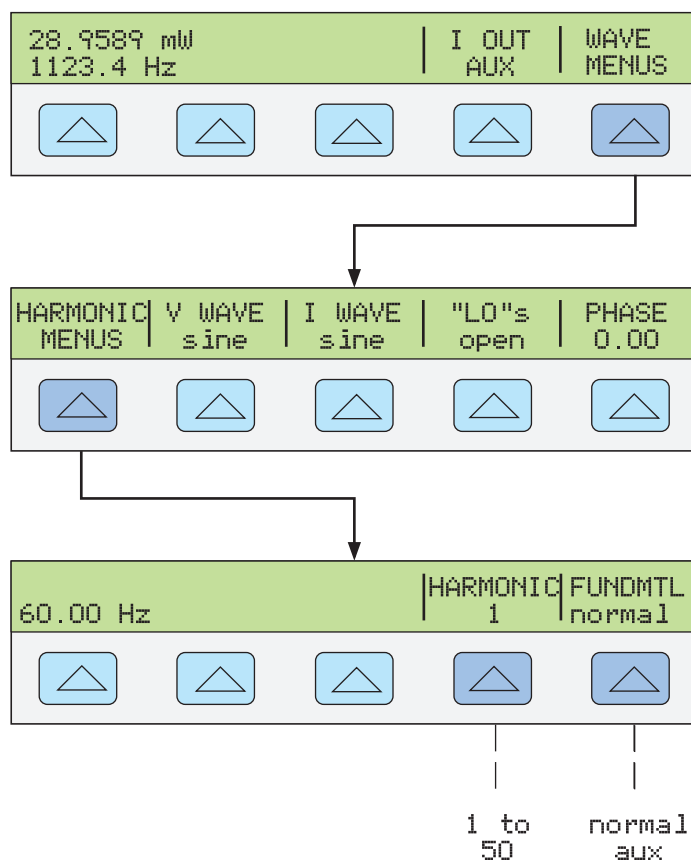 28.9589 mW
1123.4 Hz
I OUT
AUX
WAVE
MENUS
HARMONIC
MENUS
V WAVE
sine
I WAVE
sine
"LO"s
open
PHASE
0.00
60.00 Hz
HARMONIC
1
FUNDMTL
normal
1 to
50
normal
aux